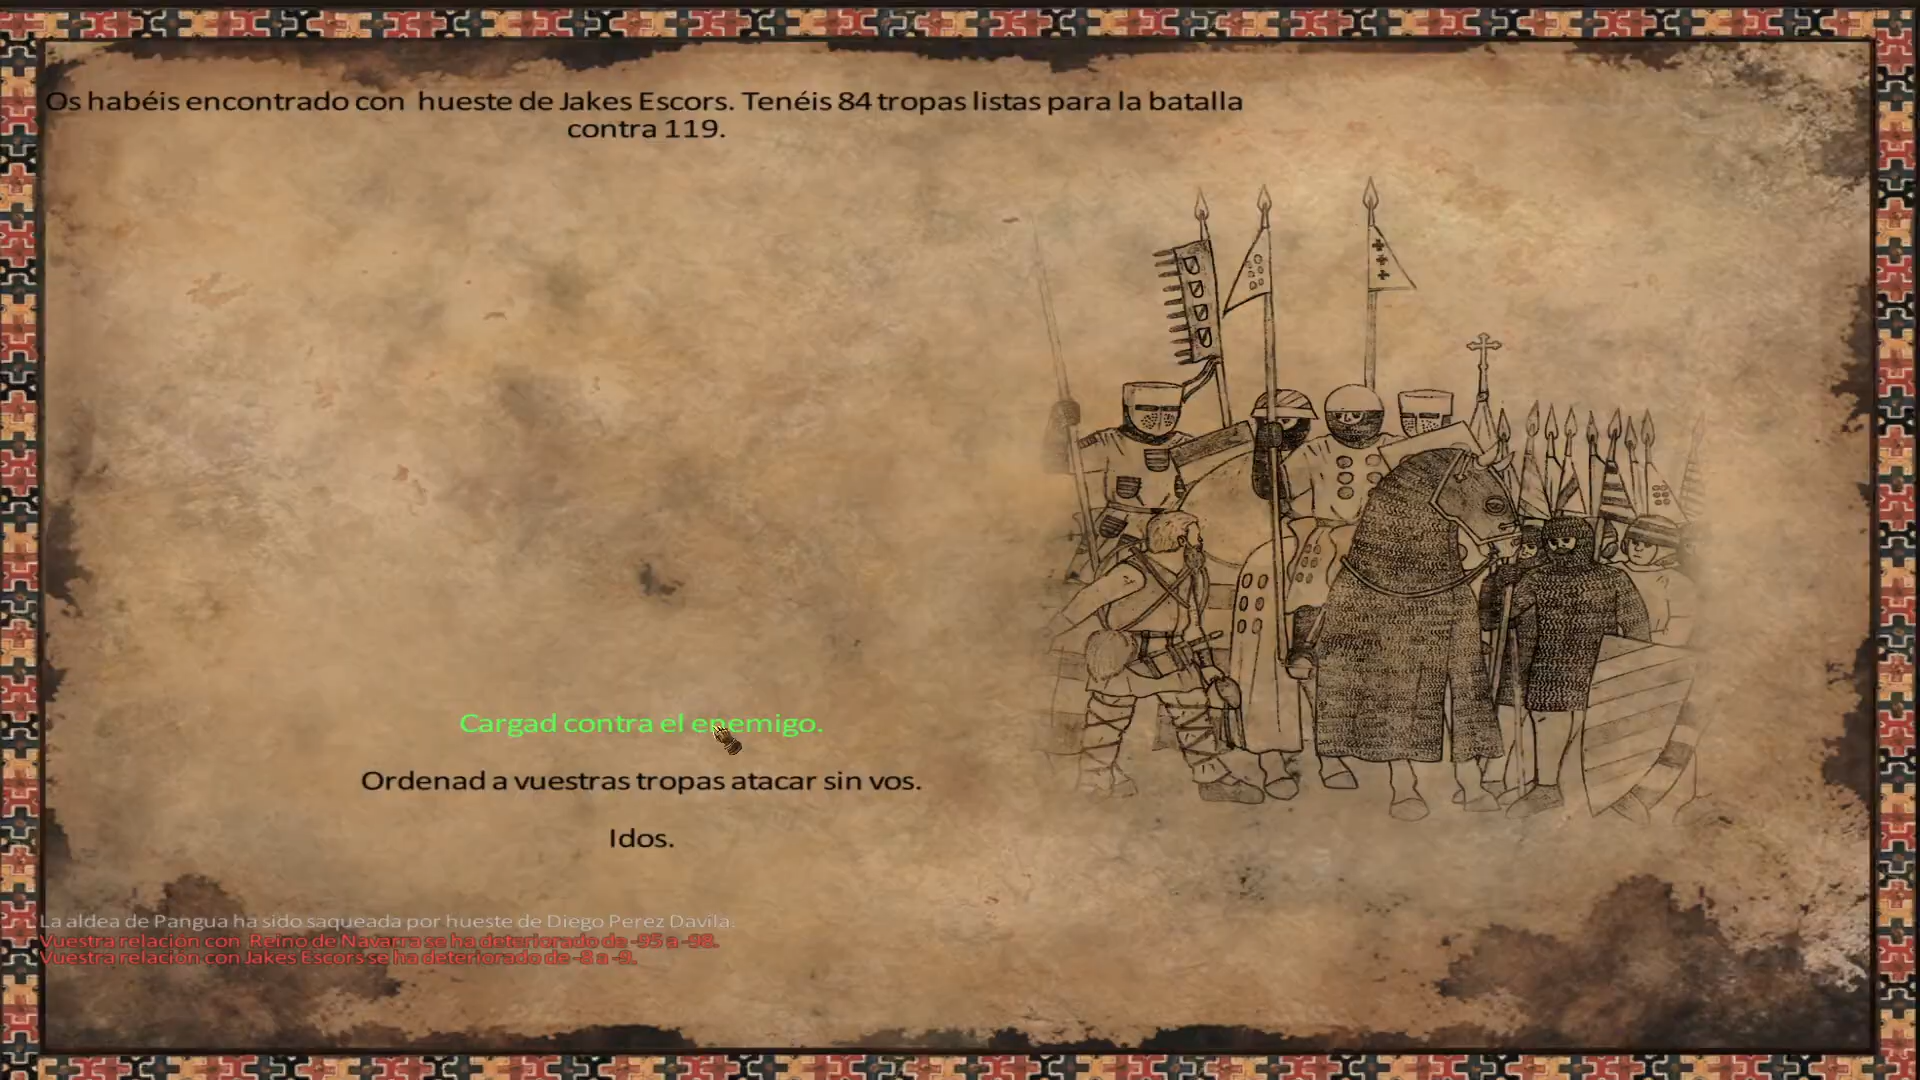 Os habéis encontrado con hueste de Jakes Escors. Tenéis 84 tropas listas para la batalla
contra 119.
Cargad contra el enemigo.
Ordenad a vuestras tropas atacar sin vos.
Idos.
La aldea de Pangua ha sido saqueada por hueste de Diego Perez Davila.
Vuestra relación con Reino de Navarra se ha deteriorado de -95 a -98.
Vuestra relación con Jakes Escors se ha deteriorado de -8 a -9.